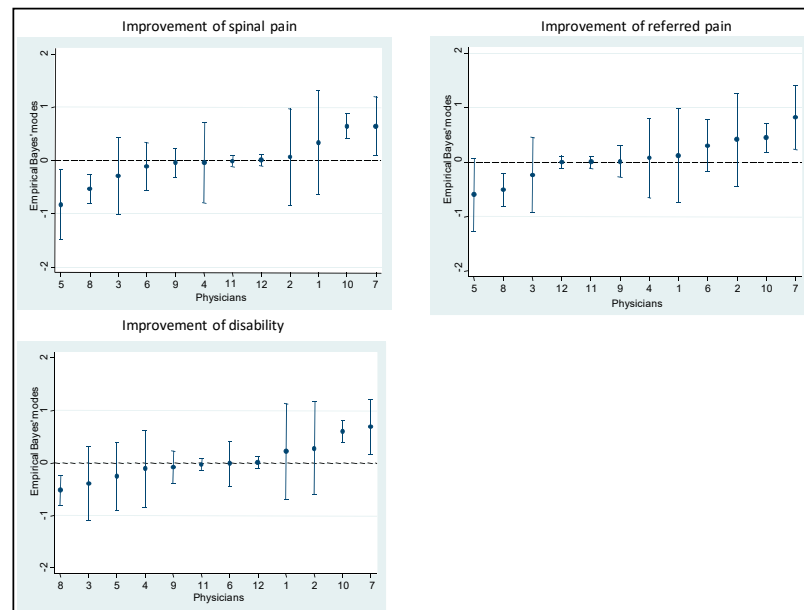 Improvement of spinal pain
Empirical Bayes' modes
2
1
0
-1
-2
5 8 3 6 9 4 11 12 2 1 10 7
Physicians
Improvement of referred pain
Empirical Bayes' modes
2
1
0
-1
-2
5 8 3 12 11 9 4 1 6 2 10 7
Physicians
Improvement of disability
Empirical Bayes' modes
2
1
0
-1
-2
8 3 5 4 9 11 6 12 1 2 10 7
Physicians